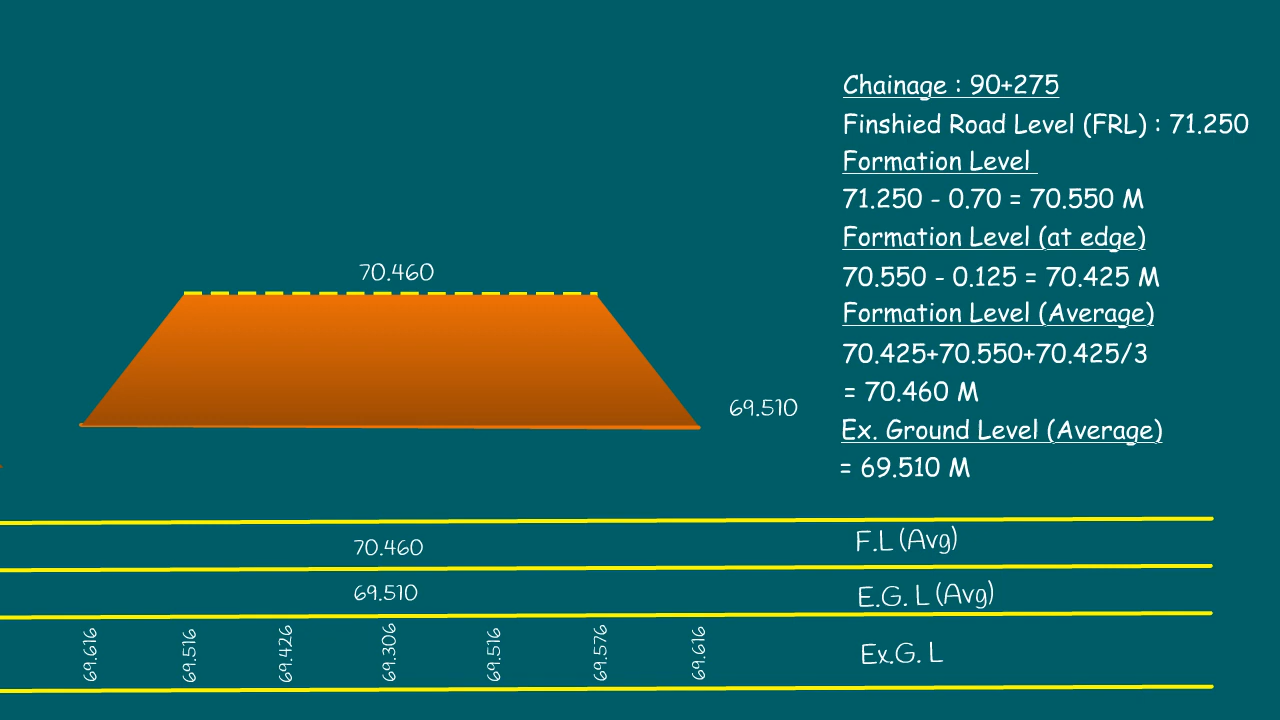 Chainage : 90+275
Finshied Road Level (FRL) : 71.250
Formation Level
71.250 - 0.70 = 70.550 M
Formation Level (at edge)
70.550 - 0.125 = 70.425 M
Formation Level (Average)
70.425+70.550+70.425/3
= 70.460 M
Ex. Ground Level (Average)
= 69.510 M
70.460
69.510
70.460 F.L (Avg)
69.510 E.G. L (Avg)
69.616 69.516 69.426 69.306 69.516 69.576 69.616 Ex.G. L